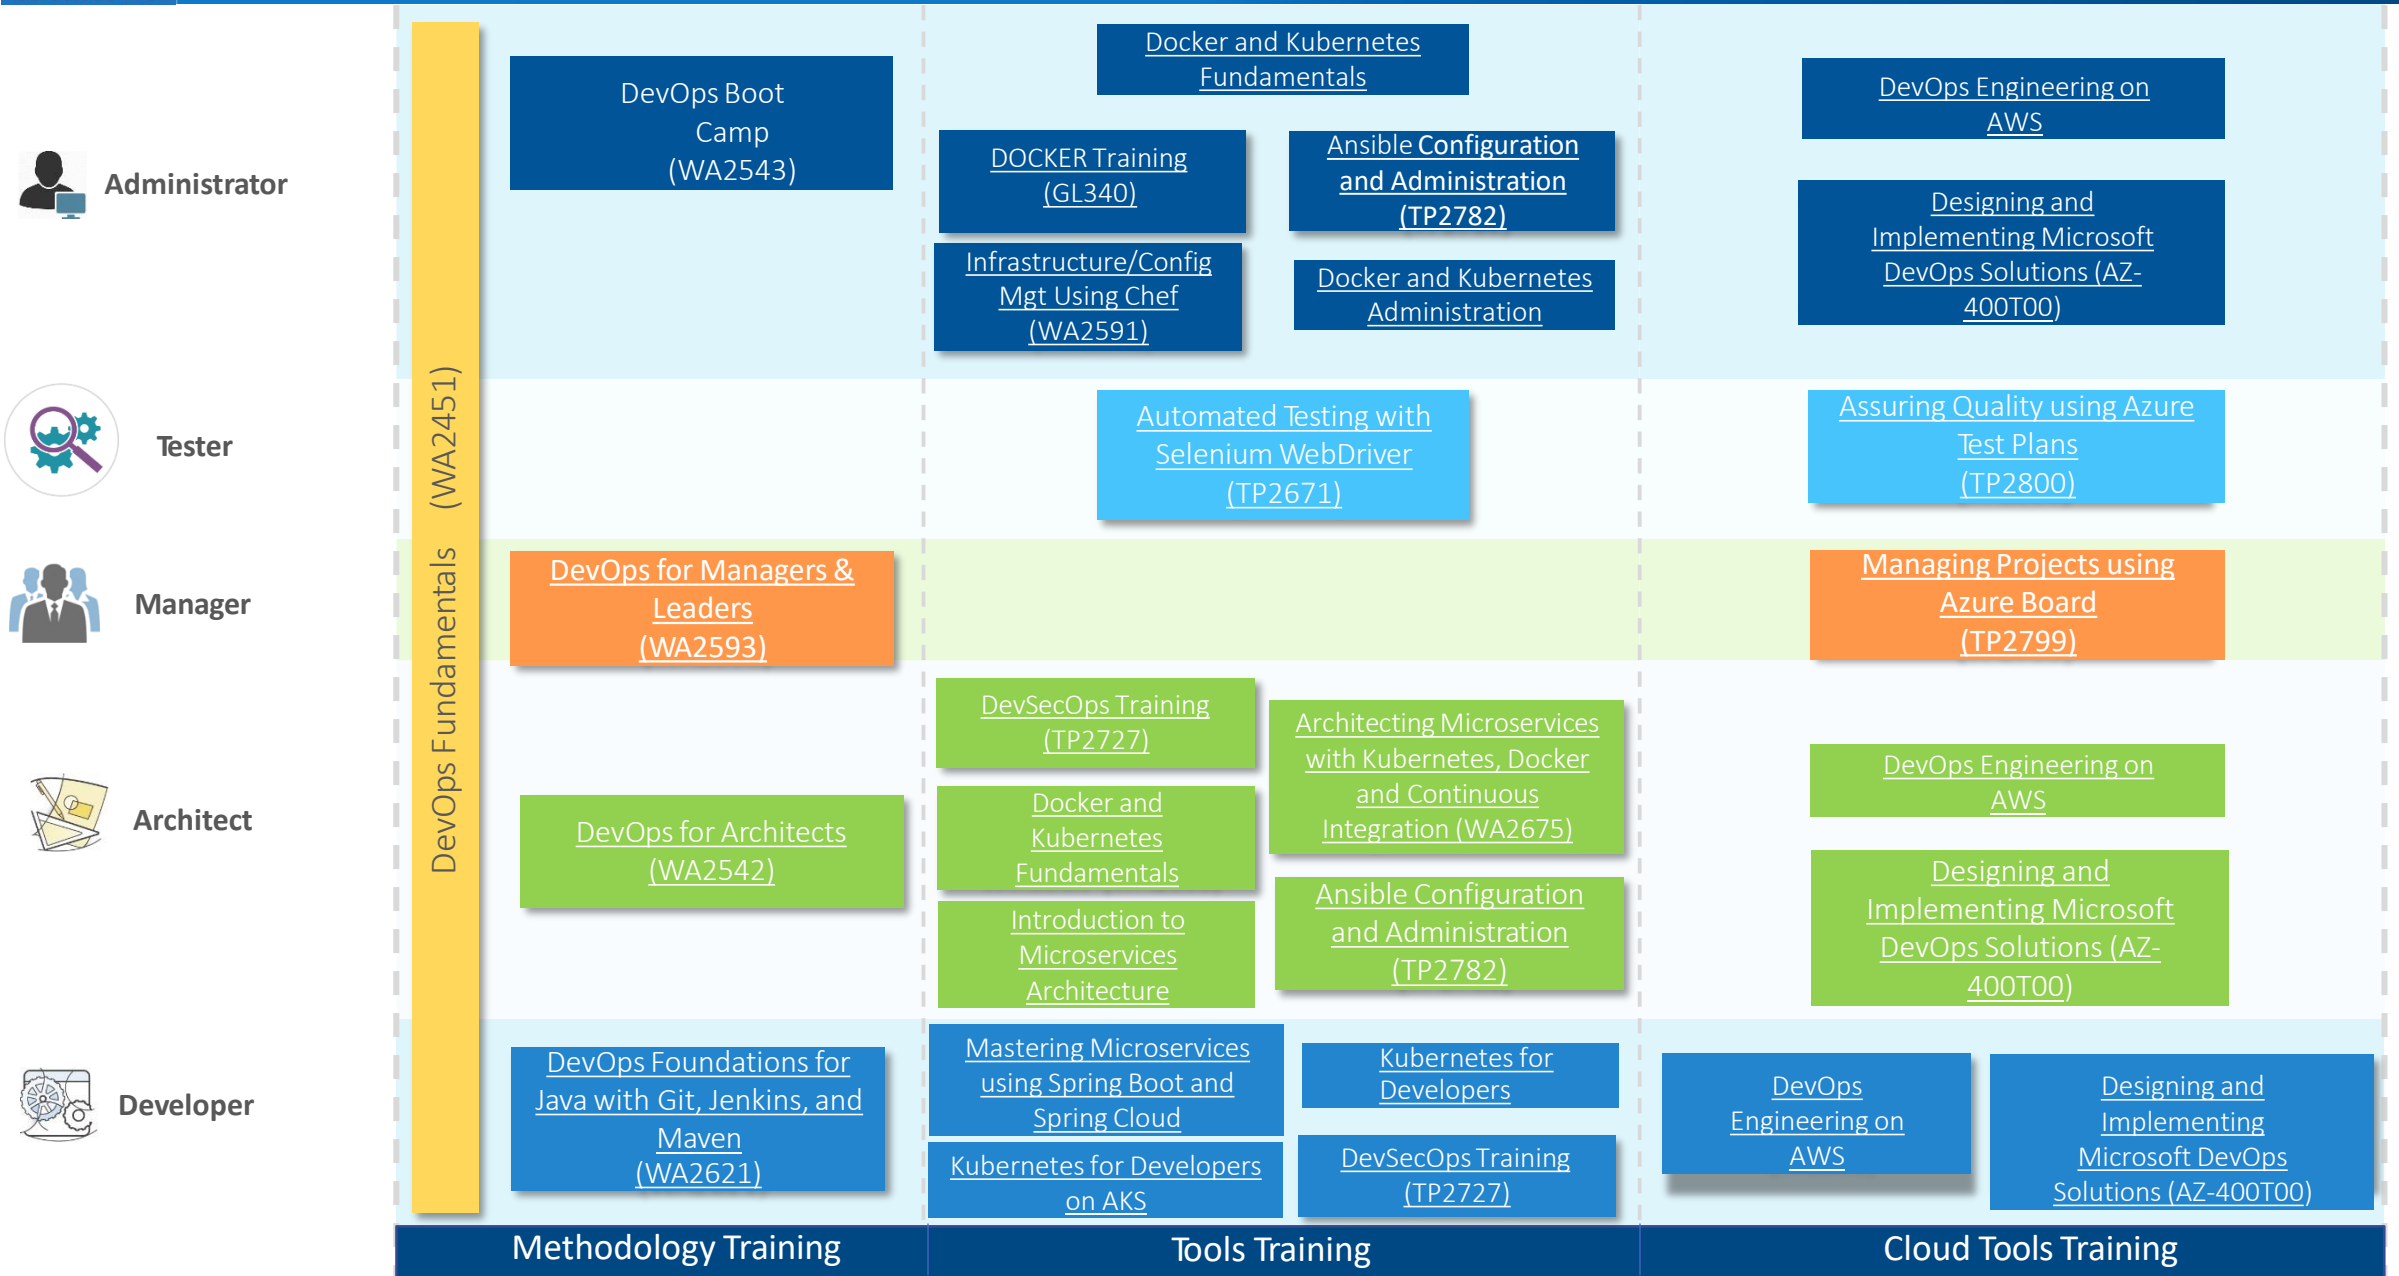 Administrator
DevOps Fundamentals (WA2451)
DevOps Boot
Camp
(WA2543)
Docker and Kubernetes
Fundamentals
DOCKER Training
(GL340)
Ansible Configuration
and Administration
(TP2782)
Infrastructure/Config
Mgt Using Chef
(WA2591)
Docker and Kubernetes
Administration
DevOps Engineering on
AWS
Designing and
Implementing Microsoft
DevOps Solutions (AZ-
400T00)
Tester
Automated Testing with
Selenium WebDriver
(TP2671)
Assuring Quality using Azure
Test Plans
(TP2800)
Manager
DevOps for Managers &
Leaders
(WA2593)
Managing Projects using
Azure Board
(TP2799)
Architect
DevOps for Architects
(WA2542)
DevSecOps Training
(TP2727)
Architecting Microservices
with Kubernetes, Docker
and Continuous
Integration (WA2675)
Docker and
Kubernetes
Fundamentals
Ansible Configuration
and Administration
(TP2782)
Introduction to
Microservices
Architecture
DevOps Engineering on
AWS
Designing and
Implementing Microsoft
DevOps Solutions (AZ-
400T00)
Developer
DevOps Foundations for
Java with Git, Jenkins, and
Maven
(WA2621)
Mastering Microservices
using Spring Boot and
Spring Cloud
Kubernetes for
Developers
Kubernetes for Developers
on AKS
DevSecOps Training
(TP2727)
DevOps
Engineering on
AWS
Designing and
Implementing
Microsoft DevOps
Solutions (AZ-400T00)
Methodology Training
Tools Training
Cloud Tools Training